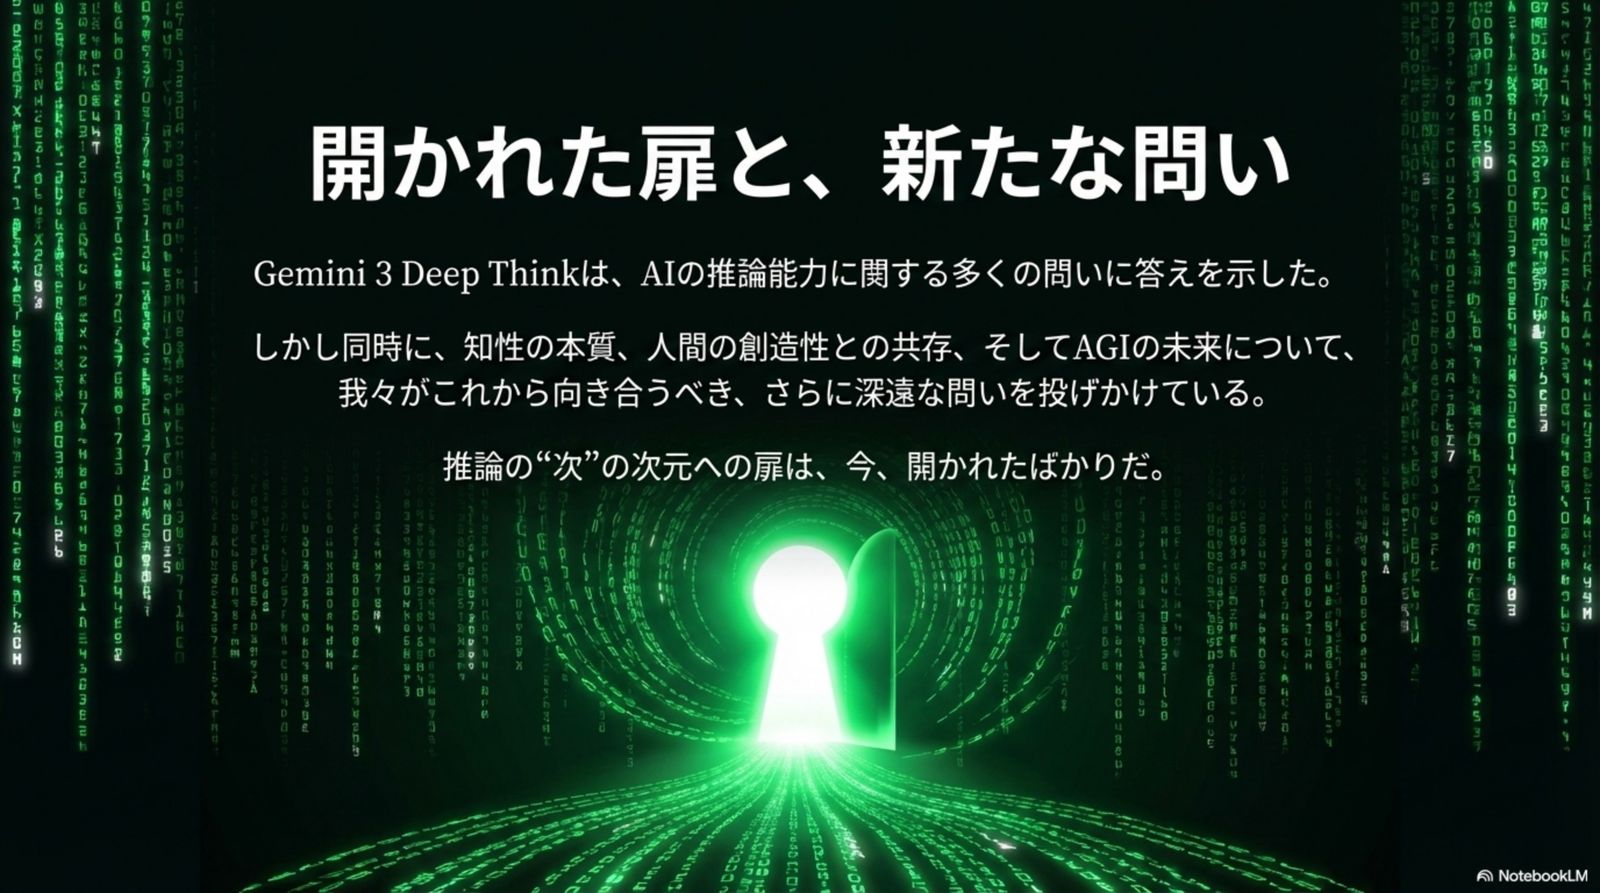 開かれた扉と、新たな問い
Gemini 3 Deep Thinkは、AIの推論能力に関する多くの問いに答えを示した。
しかし同時に、知性の本質、人間の創造性との共存、そしてAGIの未来について、
我々がこれから向き合うべき、さらに深遠な問いを投げかけている。
推論の“次”の次元への扉は、今、開かれたばかりだ。
NotebookLM